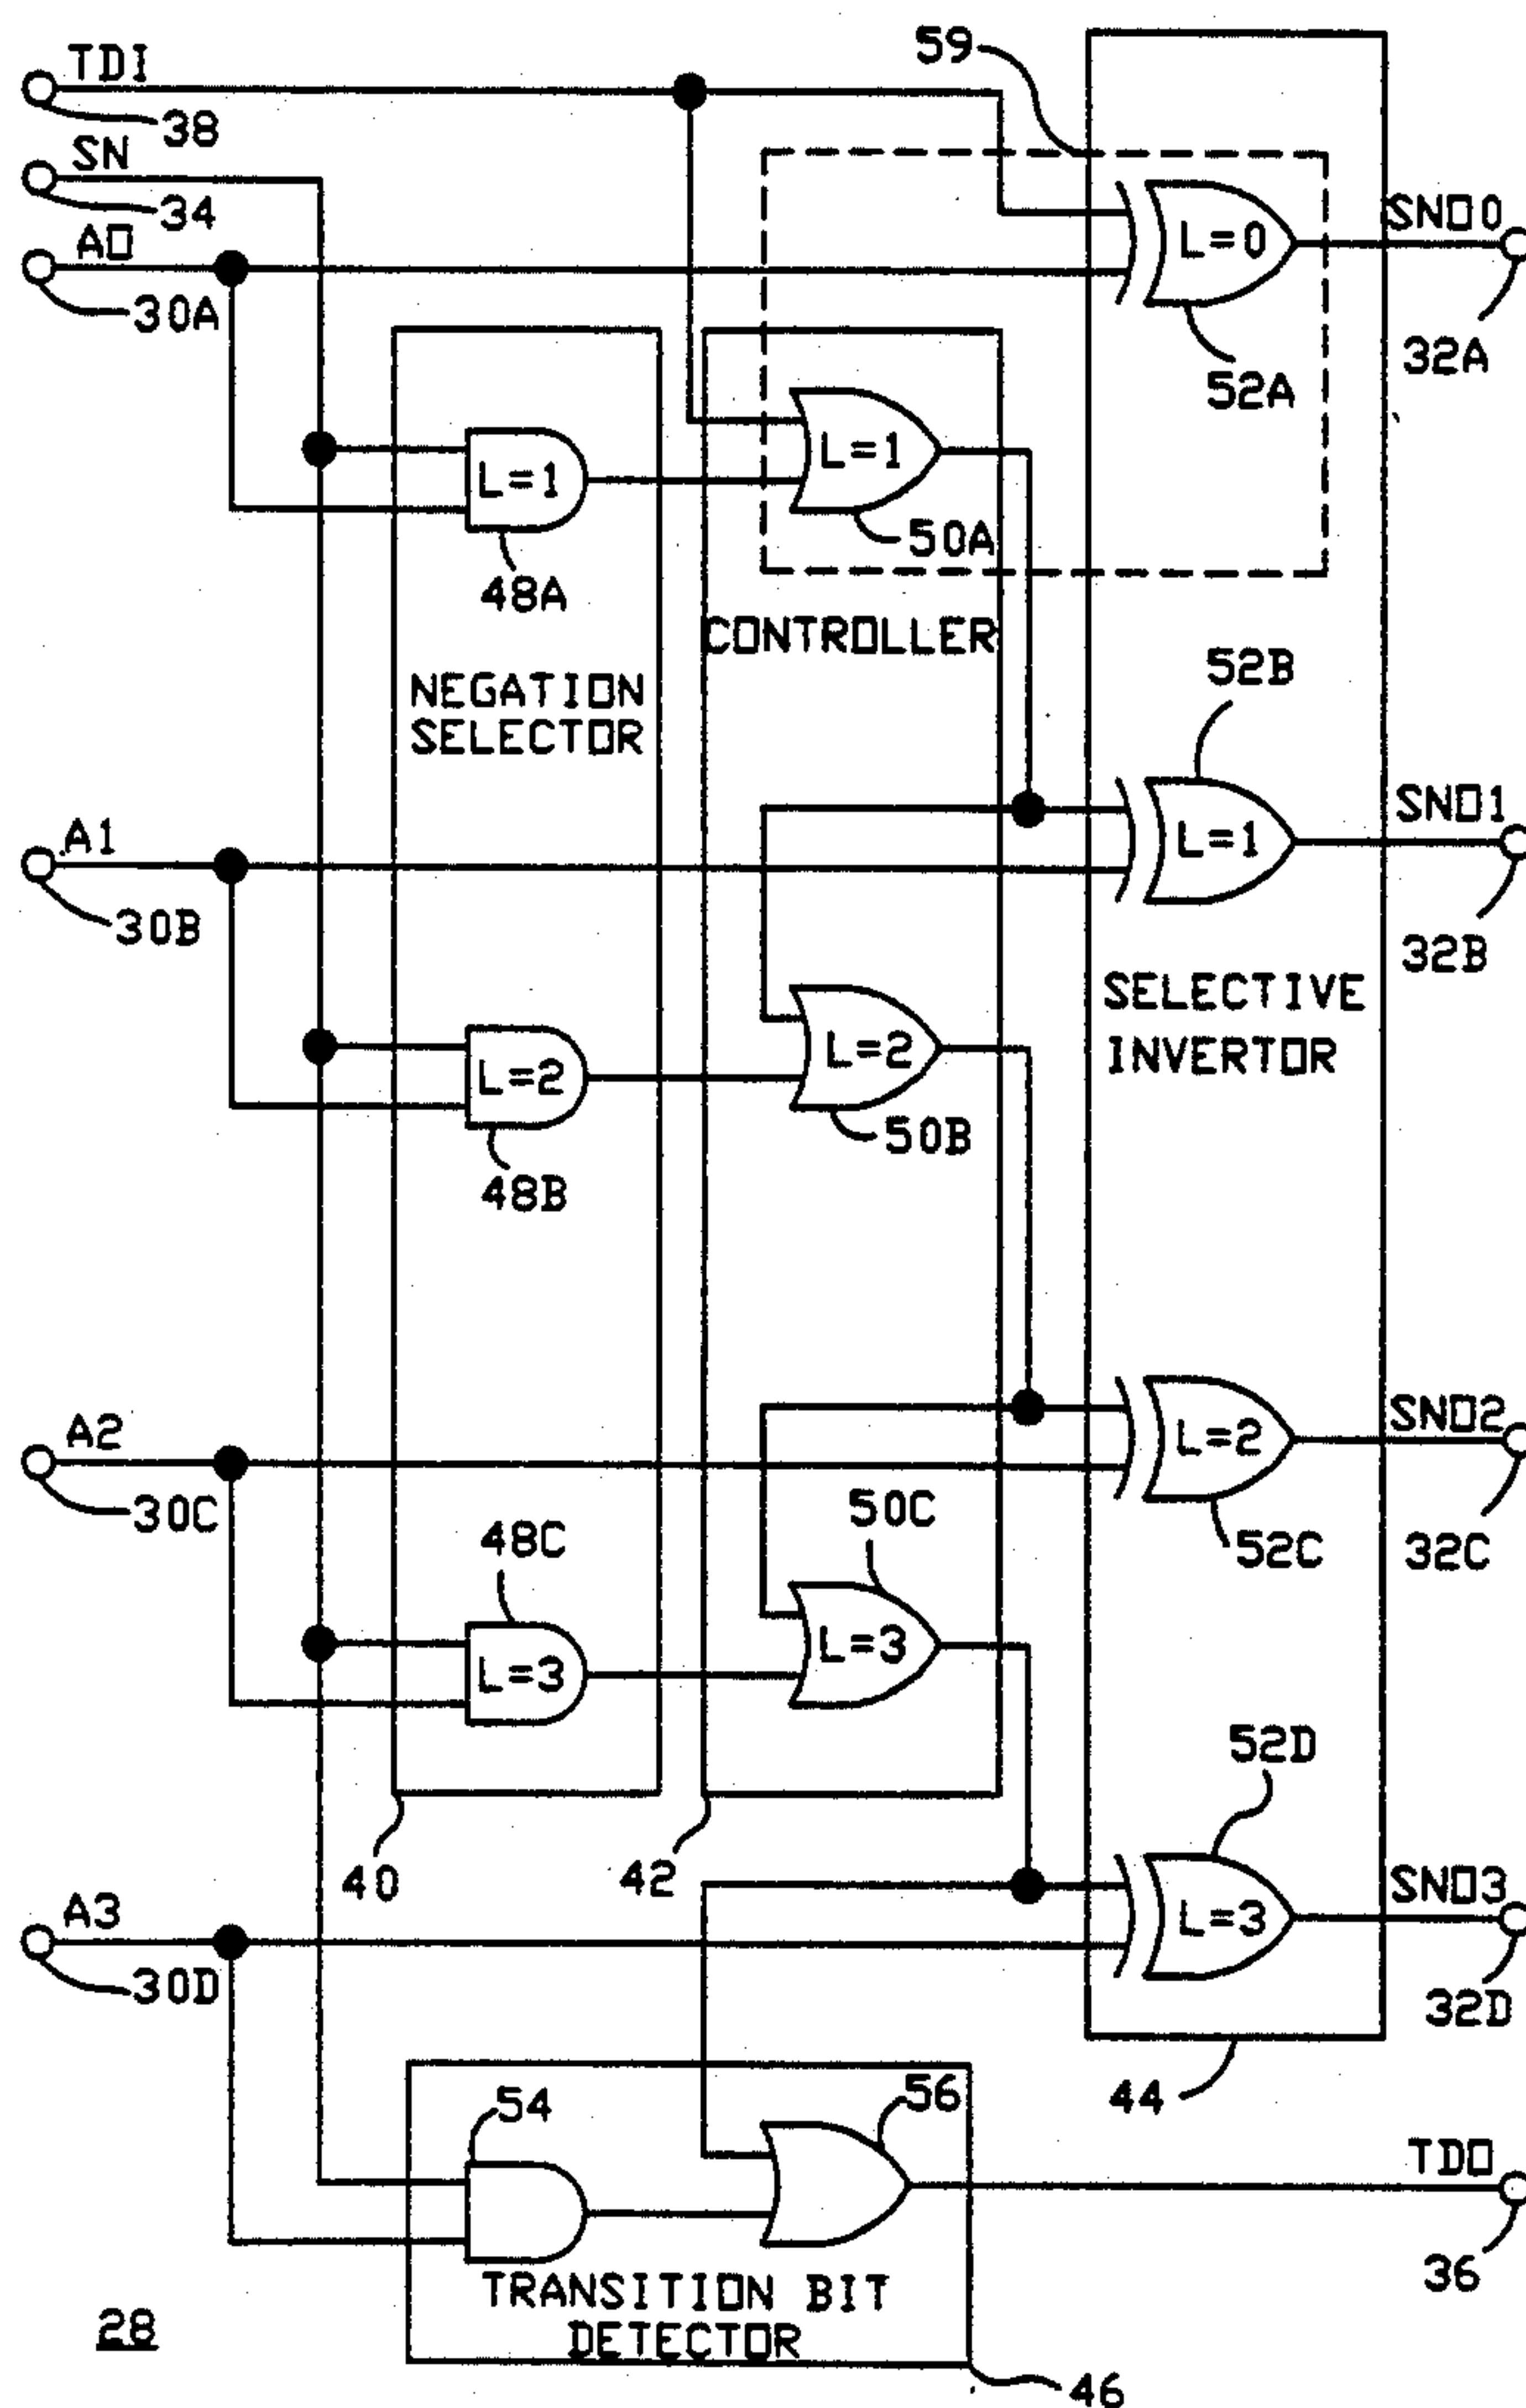 59
TDI
38
SN
34
A0
30A
L=0
SNO0
32A
52A
L=1
48A
L=1
50A
CONTROLLER
NEGATION
SELECTOR
52B
A1
30B
L=1
SNO1
32B
SELECTIVE
INVERTOR
L=2
48B
L=2
50B
A2
30C
L=2
SNO2
32C
52C
48C
50C
L=3
L=3
52D
40
42
A3
30D
L=3
SNO3
32D
44
54
56
TDO
36
TRANSITION BIT
DETECTOR
28
46